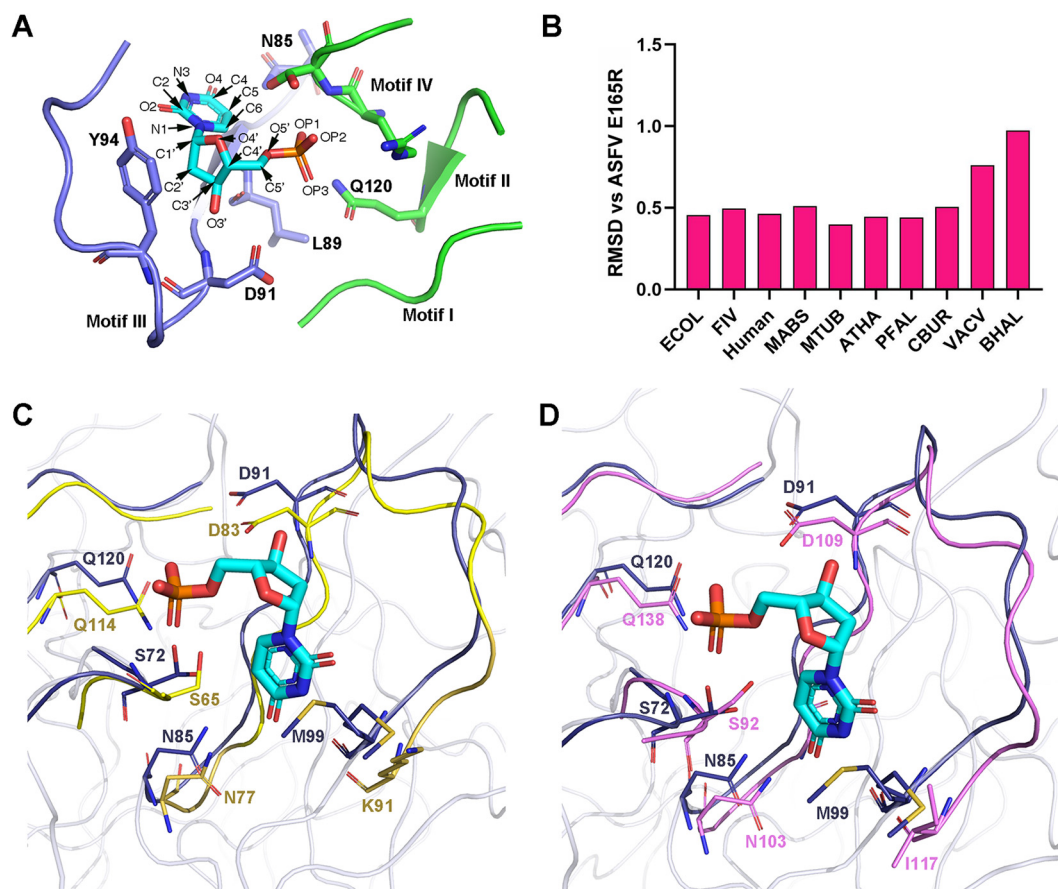 A
N85
Motif IV
N3
O4
C4
C2
C5
C6
O2
N1
O5'
OP1
OP2
O4'
Y94
C1'
C4'
C2'
C5'
OP3
Q120
Motif II
C3'
O3'
L89
D91
Motif III
Motif I
B
RMSD vs ASFV E165R
1.5
1.0
0.5
0.0
ECOL
FIV
Human
MABS
MTUB
ATHA
PFAL
CBUR
VACV
BHAL
C
D91
D83
Q120
Q114
S72
S65
N85
M99
N77
K91
D
D91
D109
Q120
Q138
S72
S92
N85
M99
N103
I117